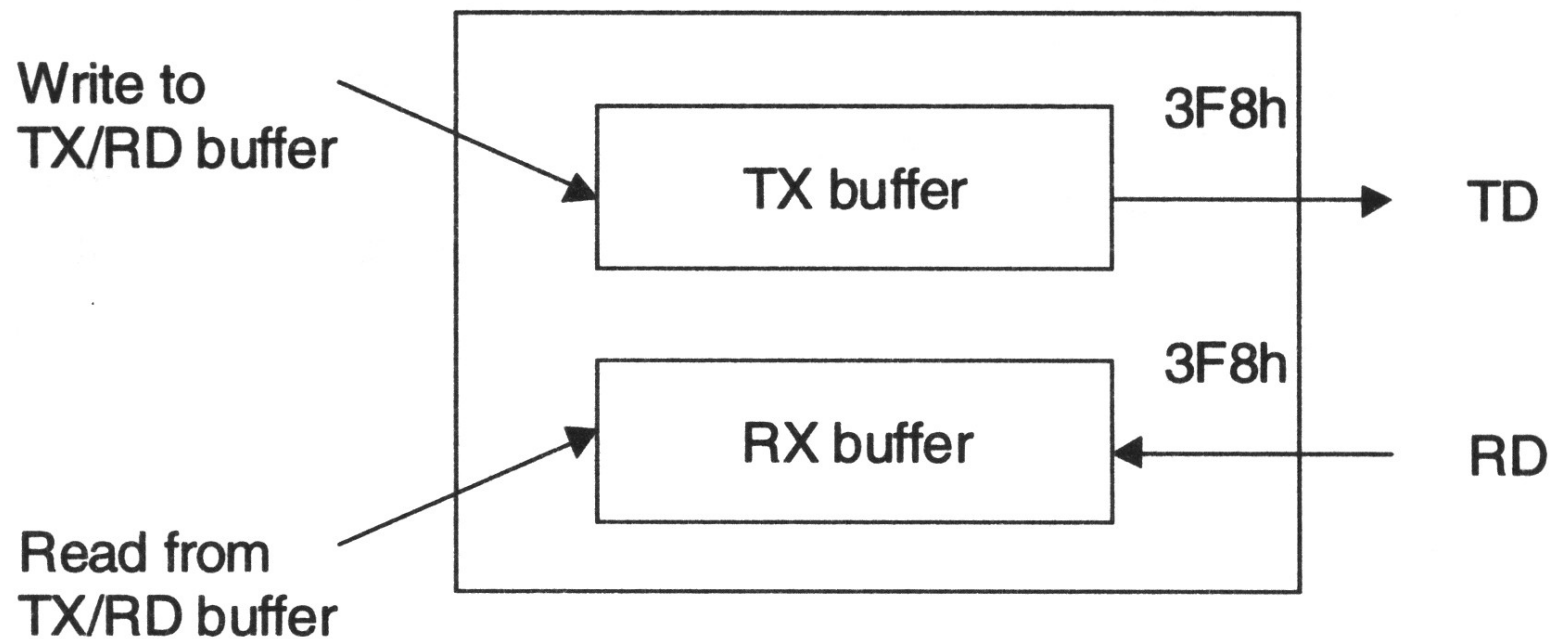 Write to
TX/RD buffer
3F8h
TX buffer
TD
3F8h
RX buffer
RD
Read from
TX/RD buffer